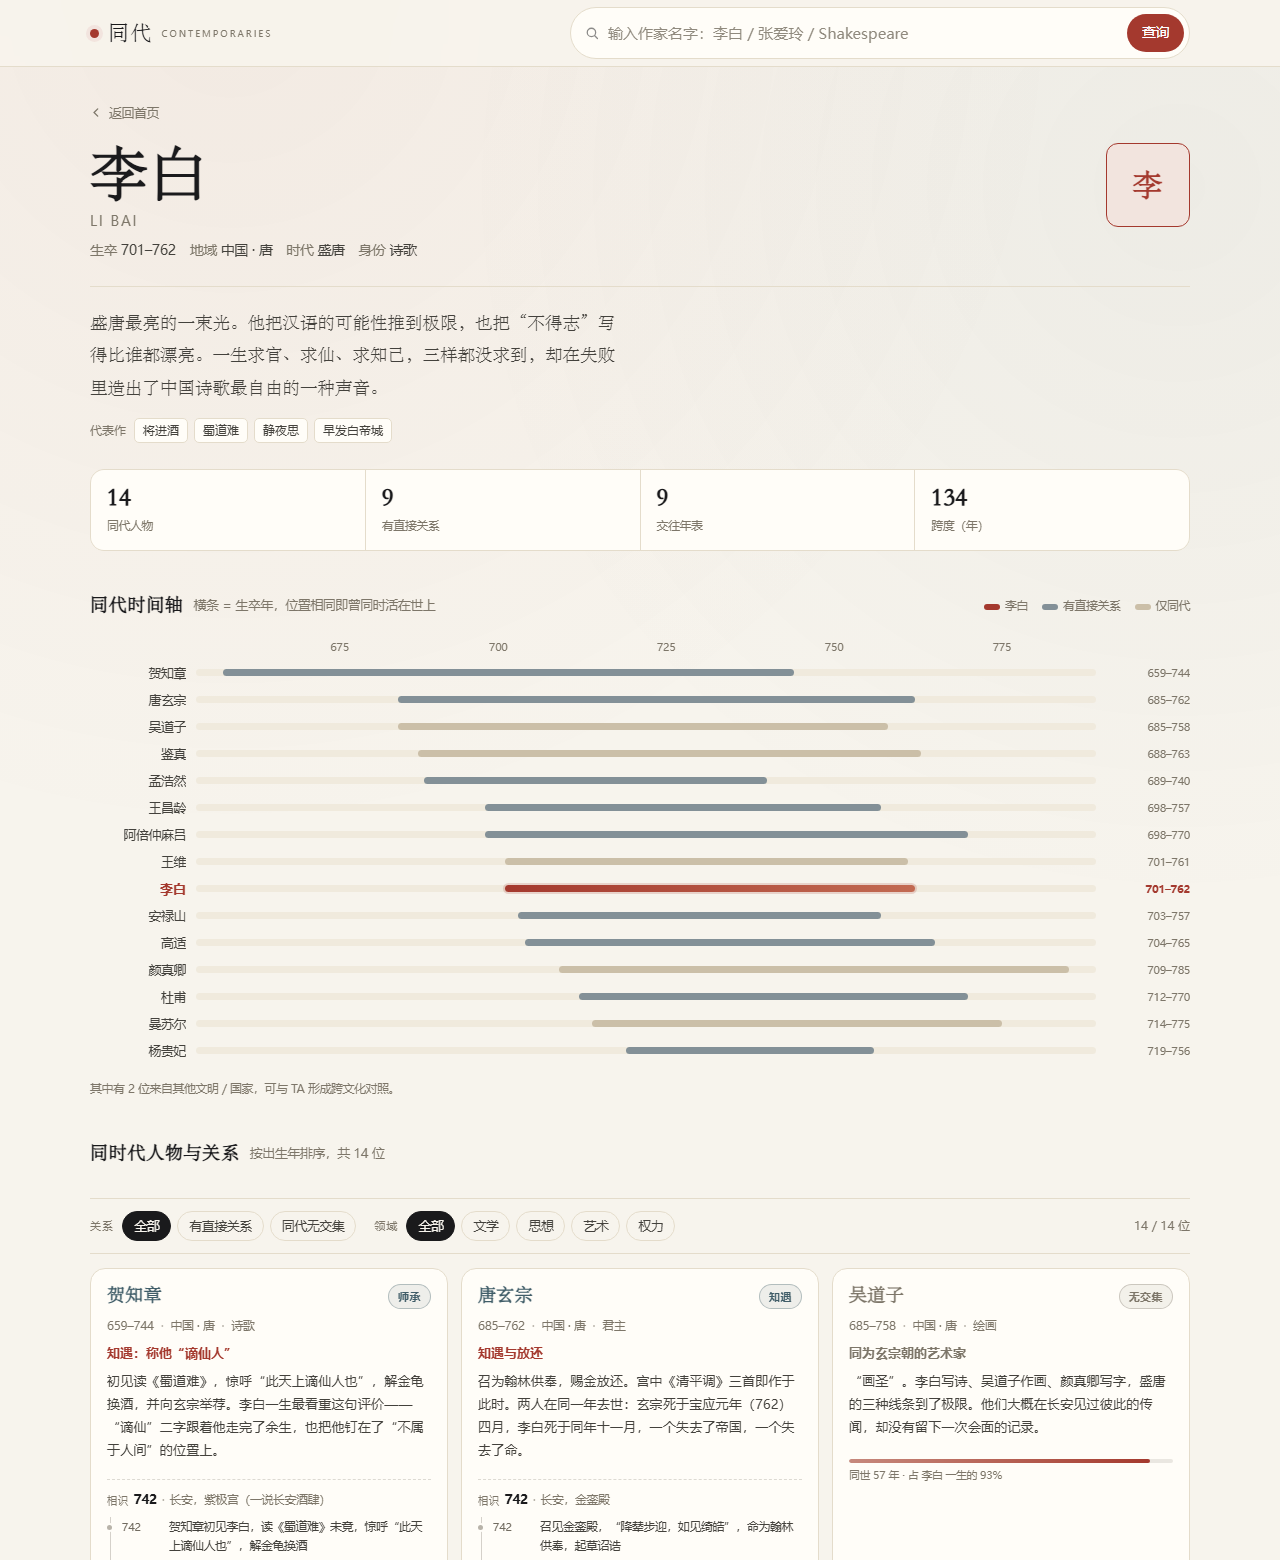 同代 CONTEMPORARIES
输入作家名字：李白 / 张爱玲 / Shakespeare
查询
返回首页
李白
李
LI BAI
生卒 701–762 地域 中国 · 唐 时代 盛唐 身份 诗歌
盛唐最亮的一束光。他把汉语的可能性推到极限，也把“不得志”写
得比谁都漂亮。一生求官、求仙、求知己，三样都没求到，却在失败
里造出了中国诗歌最自由的一种声音。
代表作 将进酒 蜀道难 静夜思 早发白帝城
14 9 9 134
同代人物 有直接关系 交往年表 跨度（年）
同代时间轴 横条 = 生卒年，位置相同即曾同时活在世上 李白 有直接关系 仅同代
675 700 725 750 775
贺知章 659–744
唐玄宗 685–762
吴道子 685–758
鉴真 688–763
孟浩然 689–740
王昌龄 698–757
阿倍仲麻吕 698–770
王维 701–761
李白 701–762
安禄山 703–757
高适 704–765
颜真卿 709–785
杜甫 712–770
曼苏尔 714–775
杨贵妃 719–756
其中有 2 位来自其他文明 / 国家，可与 TA 形成跨文化对照。
同时代人物与关系 按出生年排序，共 14 位
关系 全部 有直接关系 同代无交集 领域 全部 文学 思想 艺术 权力 14 / 14 位
贺知章 师承
659–744 · 中国 · 唐 · 诗歌
知遇：称他“谪仙人”
初见读《蜀道难》，惊呼“此天上谪仙人也”，解金龟
换酒，并向玄宗举荐。李白一生最看重这句评价——
“谪仙”二字跟着他走完了余生，也把他钉在了“不属
于人间”的位置上。
相识 742 · 长安，紫极宫（一说长安酒肆）
742 贺知章初见李白，读《蜀道难》未竟，惊呼“此天
上谪仙人也”，解金龟换酒
唐玄宗 知遇
685–762 · 中国 · 唐 · 君主
知遇与放还
召为翰林供奉，赐金放还。宫中《清平调》三首即作于
此时。两人在同一年去世：玄宗死于宝应元年（762）
四月，李白死于同年十一月，一个失去了帝国，一个失
去了命。
相识 742 · 长安，金銮殿
742 召见金銮殿，“降辇步迎，如见绮皓”，命为翰林
供奉，起草诏诰
吴道子 无交集
685–758 · 中国 · 唐 · 绘画
同为玄宗朝的艺术家
“画圣”。李白写诗、吴道子作画、颜真卿写字，盛唐
的三种线条到了极限。他们大概在长安见过彼此的传
闻，却没有留下一次会面的记录。
同世 57 年 · 占 李白 一生的 93%